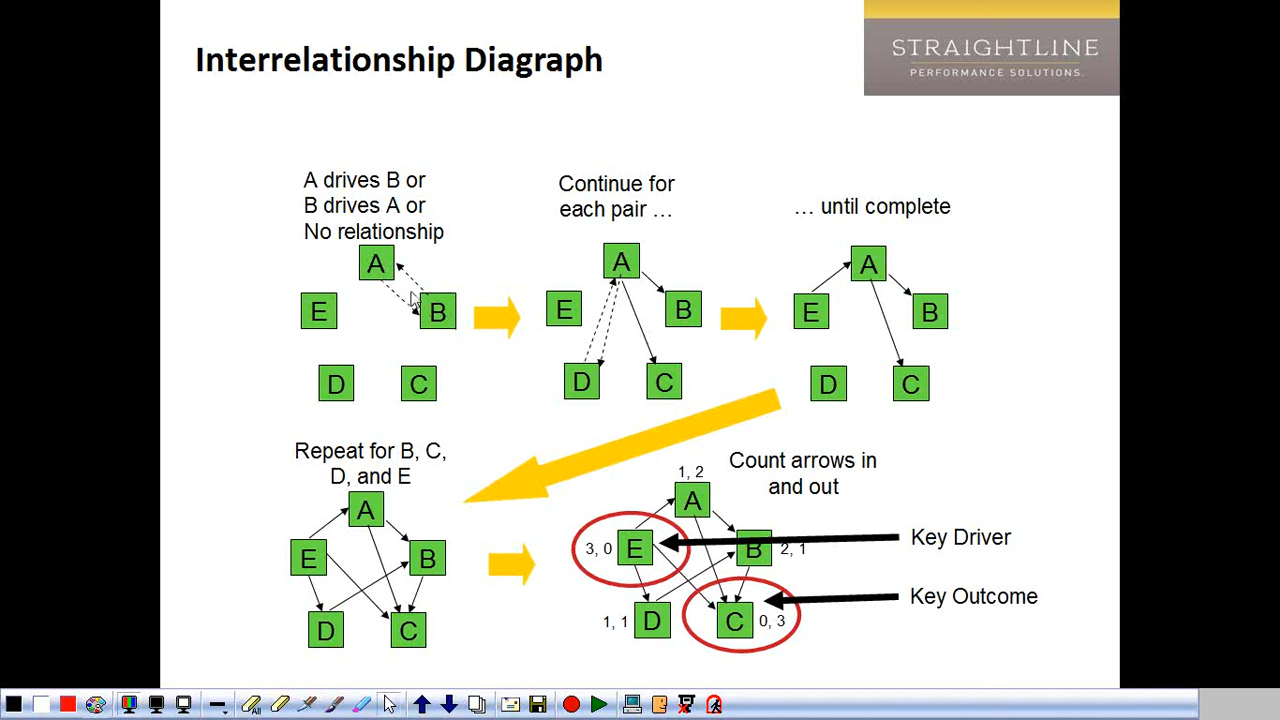 Interrelationship Diagraph
STRAIGHTLINE
PERFORMANCE SOLUTIONS.
A drives B or
B drives A or
No relationship
A
E
B
D
C
Continue for
each pair …
A
E
B
D
C
… until complete
A
E
B
D
C
Repeat for B, C,
D, and E
A
E
B
D
C
Count arrows in
and out
1, 2
A
3, 0
E
B
2, 1
1, 1
D
C
0, 3
Key Driver
Key Outcome
All